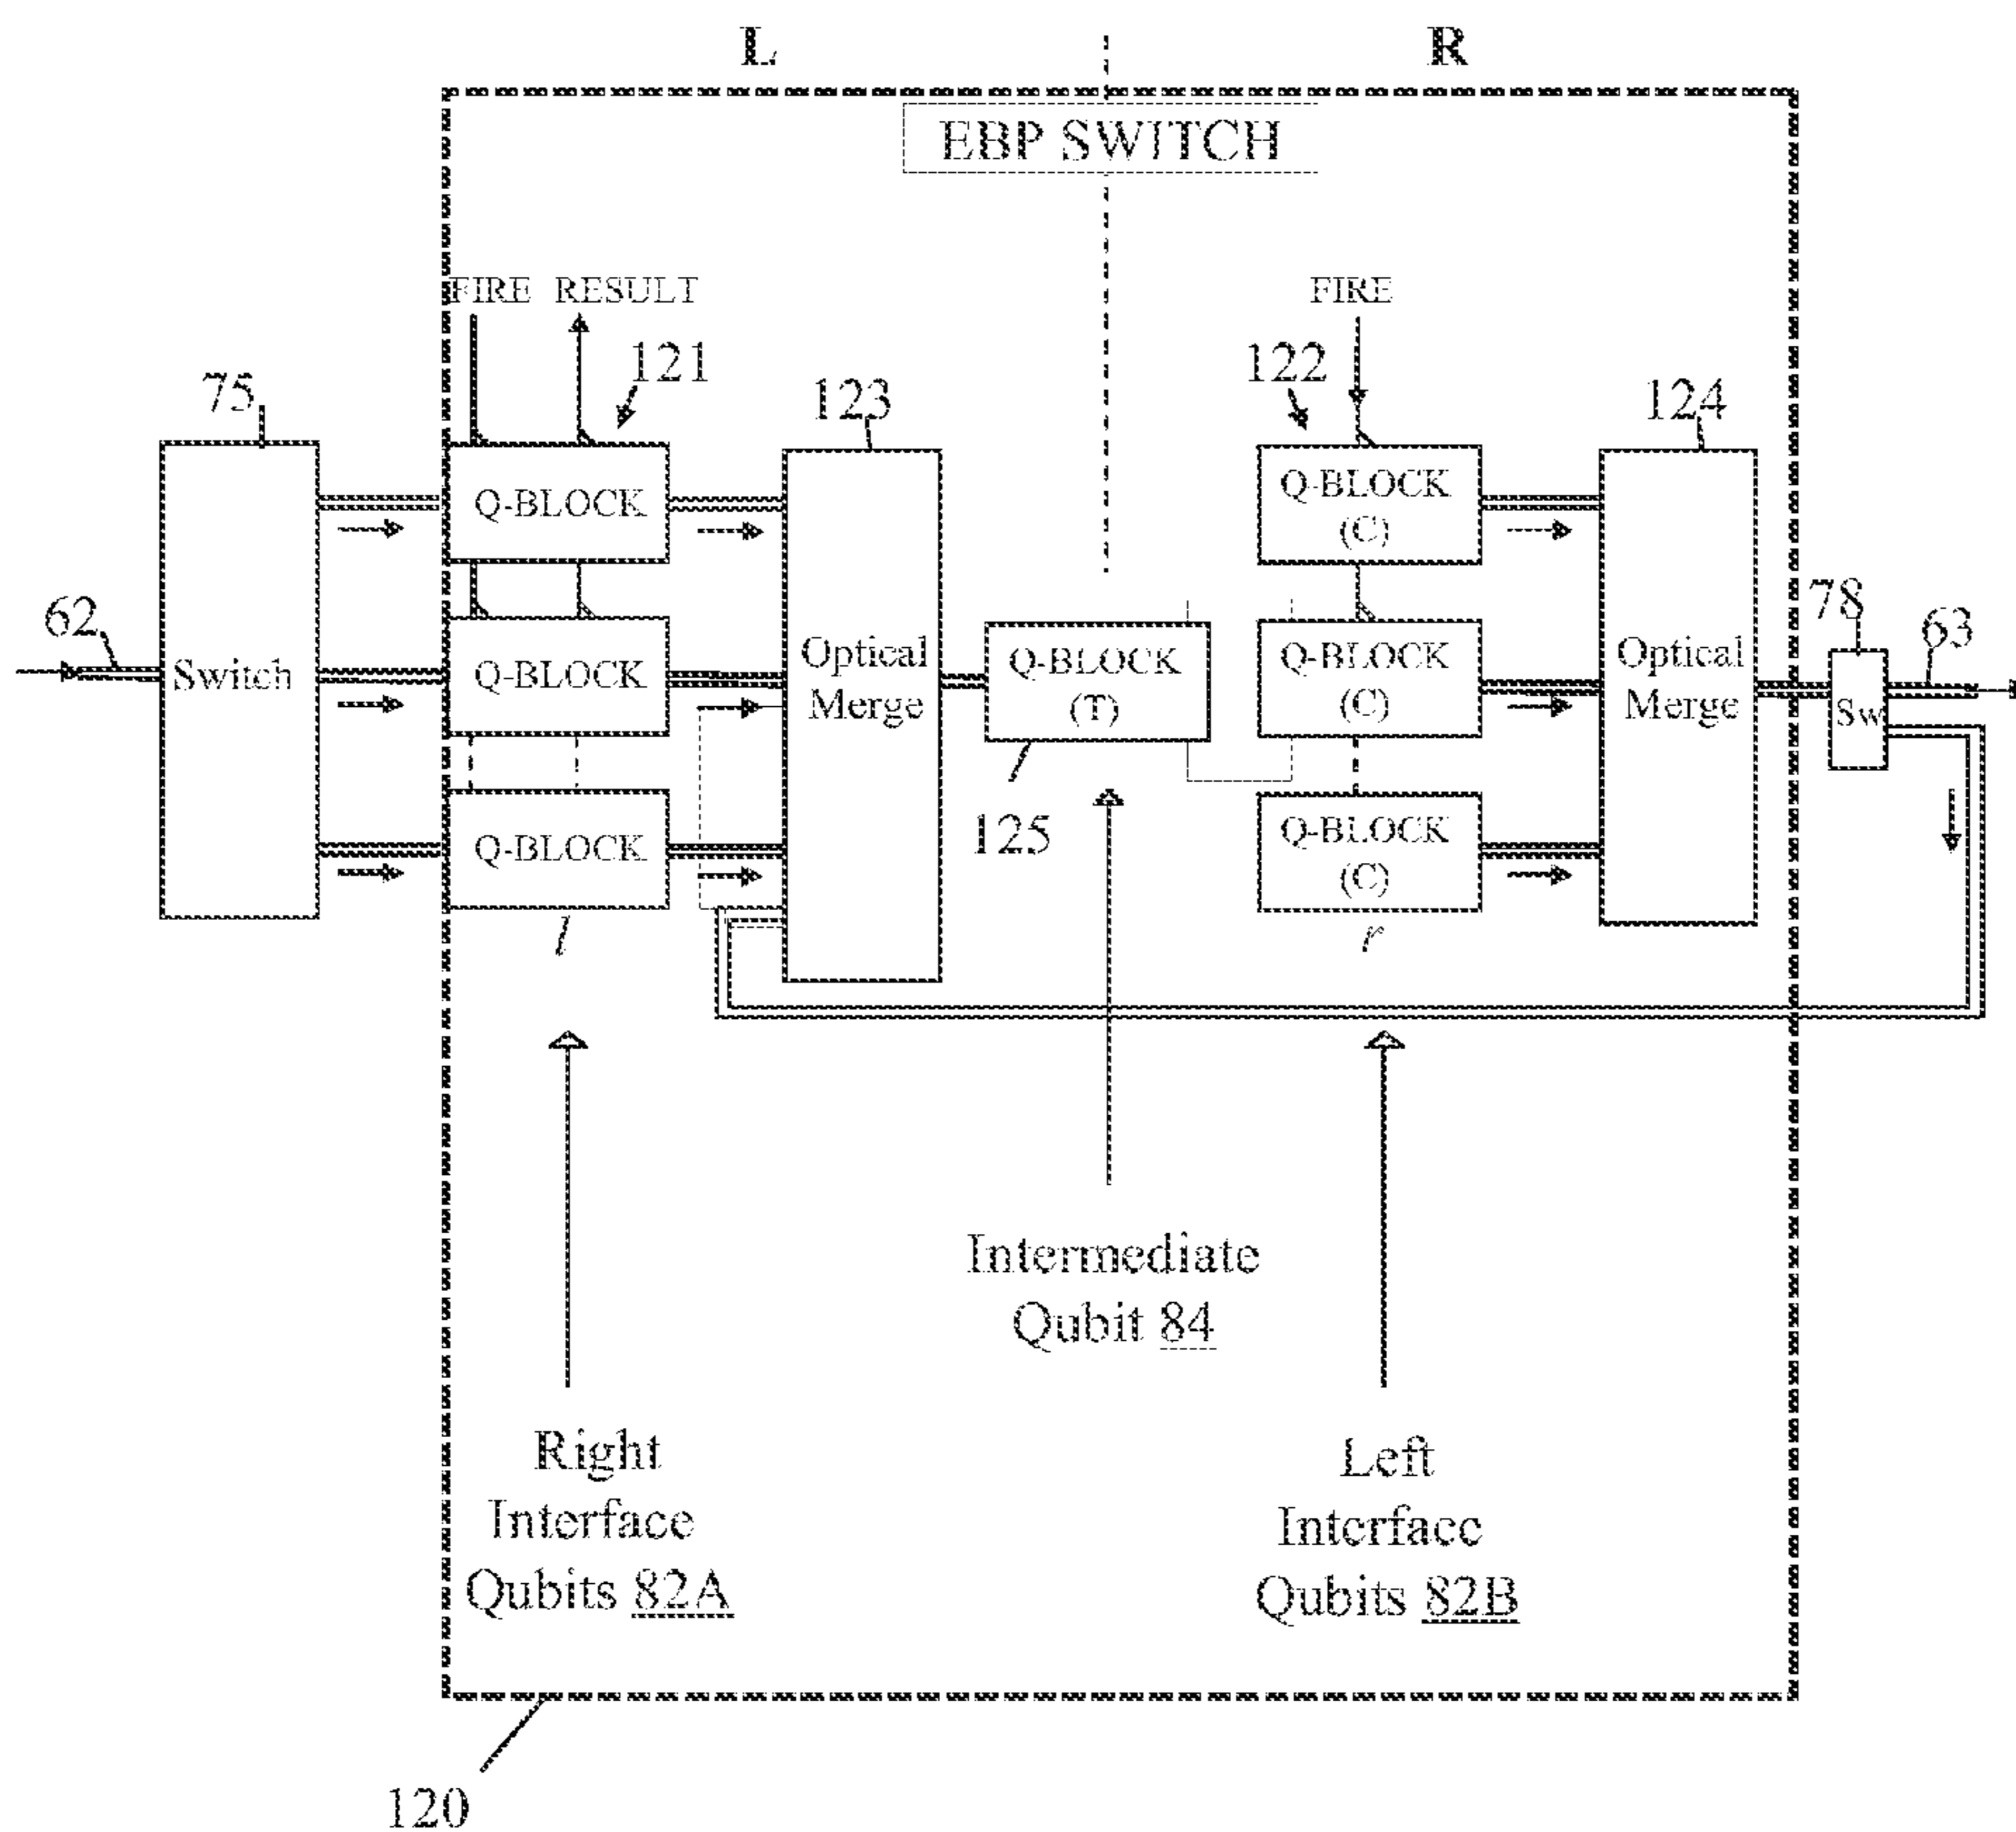 L
R
EBP SWITCH
FIRE RESULT
FIRE
75
121
123
122
124
Q-BLOCK
Q-BLOCK
(C)
62
Switch
Q-BLOCK
Optical
Merge
Q-BLOCK
(T)
Q-BLOCK
(C)
Optical
Merge
78
63
Sw
125
Q-BLOCK
Q-BLOCK
(C)
l
r
Intermediate
Qubit 84
Right
Interface
Qubits 82A
Left
Interface
Qubits 82B
120